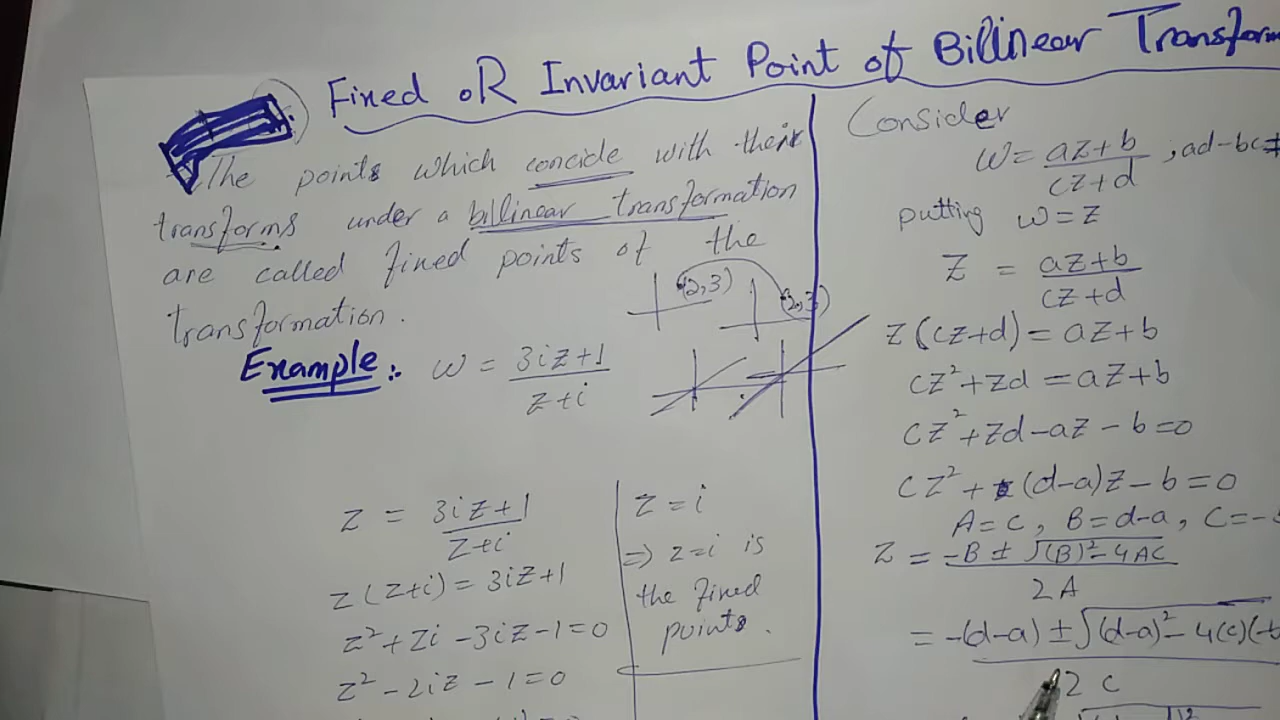 Fixed oR Invariant Point of Bilinear Transform
The points which concide with their
transforms under a bilinear transformation
are called fixed points of the
transformation.
(2,3) (2,3)
Example:. w = 3iz+1 / z+i
z = 3iz+1 / z+i
z(z+i) = 3iz+1
z²+zi-3iz-1=0
z²-2iz-1=0
z=i
⇒ z=i is
the fixed
points.
Consider
w = az+b / cz+d , ad-bc≠
putting w=z
z = az+b / cz+d
z(cz+d) = az+b
cz²+zd = az+b
cz²+zd-az-b=0
cz²+(d-a)z-b=0
A=c, B=d-a, C=-
z = -B ± √(B)²-4AC / 2A
= -(d-a) ± √(d-a)²-4(c)(-b / 2c